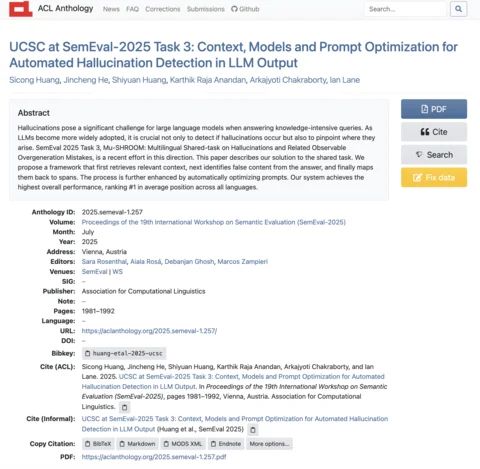 ACL Anthology News FAQ Corrections Submissions Github Search...
UCSC at SemEval-2025 Task 3: Context, Models and Prompt Optimization for
Automated Hallucination Detection in LLM Output
Sicong Huang, Jincheng He, Shiyuan Huang, Karthik Raja Anandan, Arkajyoti Chakraborty, Ian Lane
Abstract
Hallucinations pose a significant challenge for large language models when answering knowledge-intensive queries. As
LLMs become more widely adopted, it is crucial not only to detect if hallucinations occur but also to pinpoint where they
arise. SemEval 2025 Task 3, Mu-SHROOM: Multilingual Shared-task on Hallucinations and Related Observable
Overgeneration Mistakes, is a recent effort in this direction. This paper describes our solution to the shared task. We
propose a framework that first retrieves relevant context, next identifies false content from the answer, and finally maps
them back to spans. The process is further enhanced by automatically optimizing prompts. Our system achieves the
highest overall performance, ranking #1 in average position across all languages.
PDF
Cite
Search
Fix data
Anthology ID: 2025.semeval-1.257
Volume: Proceedings of the 19th International Workshop on Semantic Evaluation (SemEval-2025)
Month: July
Year: 2025
Address: Vienna, Austria
Editors: Sara Rosenthal, Aiala Rosá, Debanjan Ghosh, Marcos Zampieri
Venues: SemEval | WS
SIG: –
Publisher: Association for Computational Linguistics
Note: –
Pages: 1981–1992
Language: –
URL: https://aclanthology.org/2025.semeval-1.257/
DOI: –
Bibkey: huang-etal-2025-ucsc
Cite (ACL): Sicong Huang, Jincheng He, Shiyuan Huang, Karthik Raja Anandan, Arkajyoti Chakraborty, and Ian
Lane. 2025. UCSC at SemEval-2025 Task 3: Context, Models and Prompt Optimization for Automated
Hallucination Detection in LLM Output. In Proceedings of the 19th International Workshop on Semantic
Evaluation (SemEval-2025), pages 1981–1992, Vienna, Austria. Association for Computational
Linguistics.
Cite (Informal): UCSC at SemEval-2025 Task 3: Context, Models and Prompt Optimization for Automated Hallucination
Detection in LLM Output (Huang et al., SemEval 2025)
Copy Citation: BibTeX Markdown MODS XML Endnote More options...
PDF: https://aclanthology.org/2025.semeval-1.257.pdf